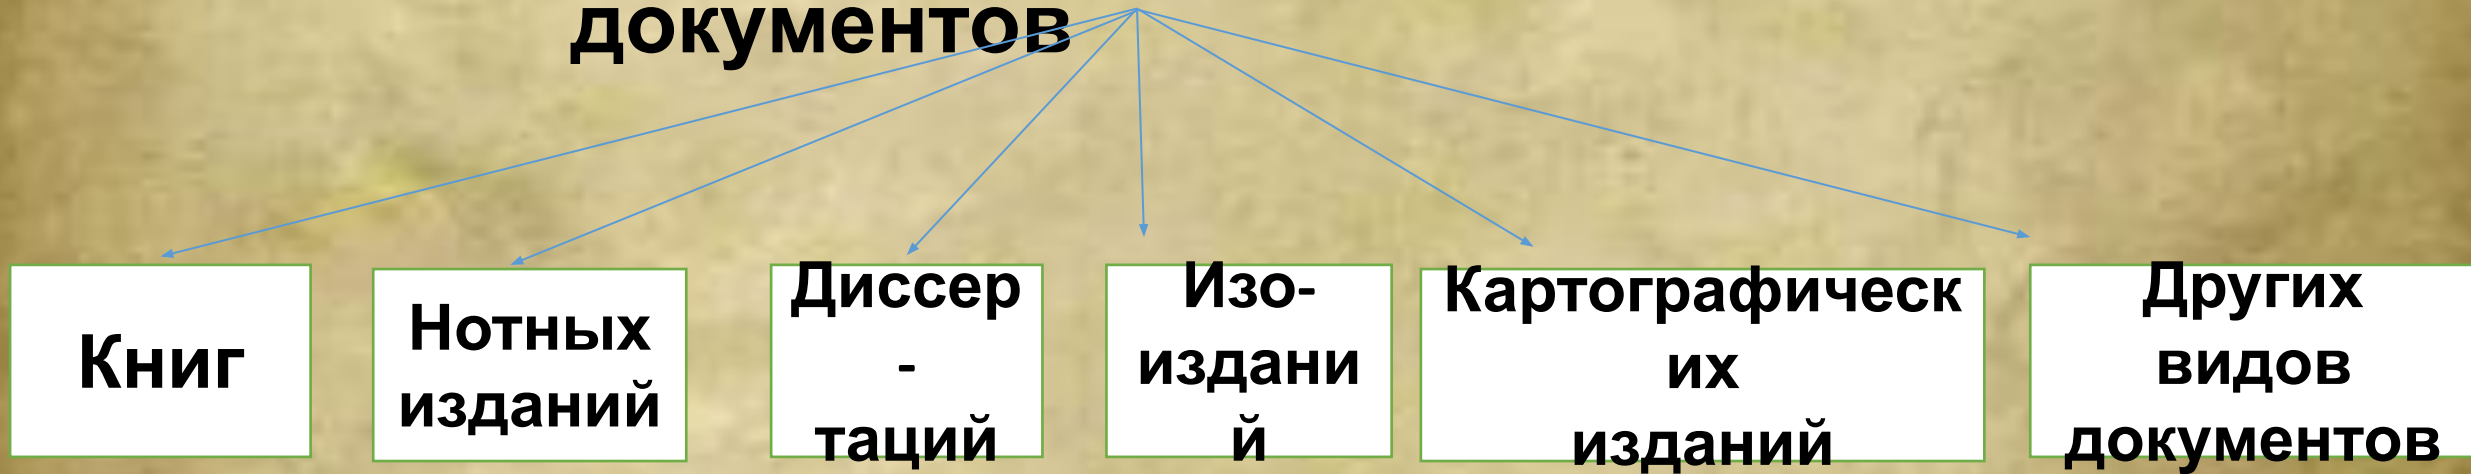 документов
Книг
Нотных
изданий
Диссер
-
таций
Изо-
издани
й
Картографическ
их
изданий
Других
видов
документов